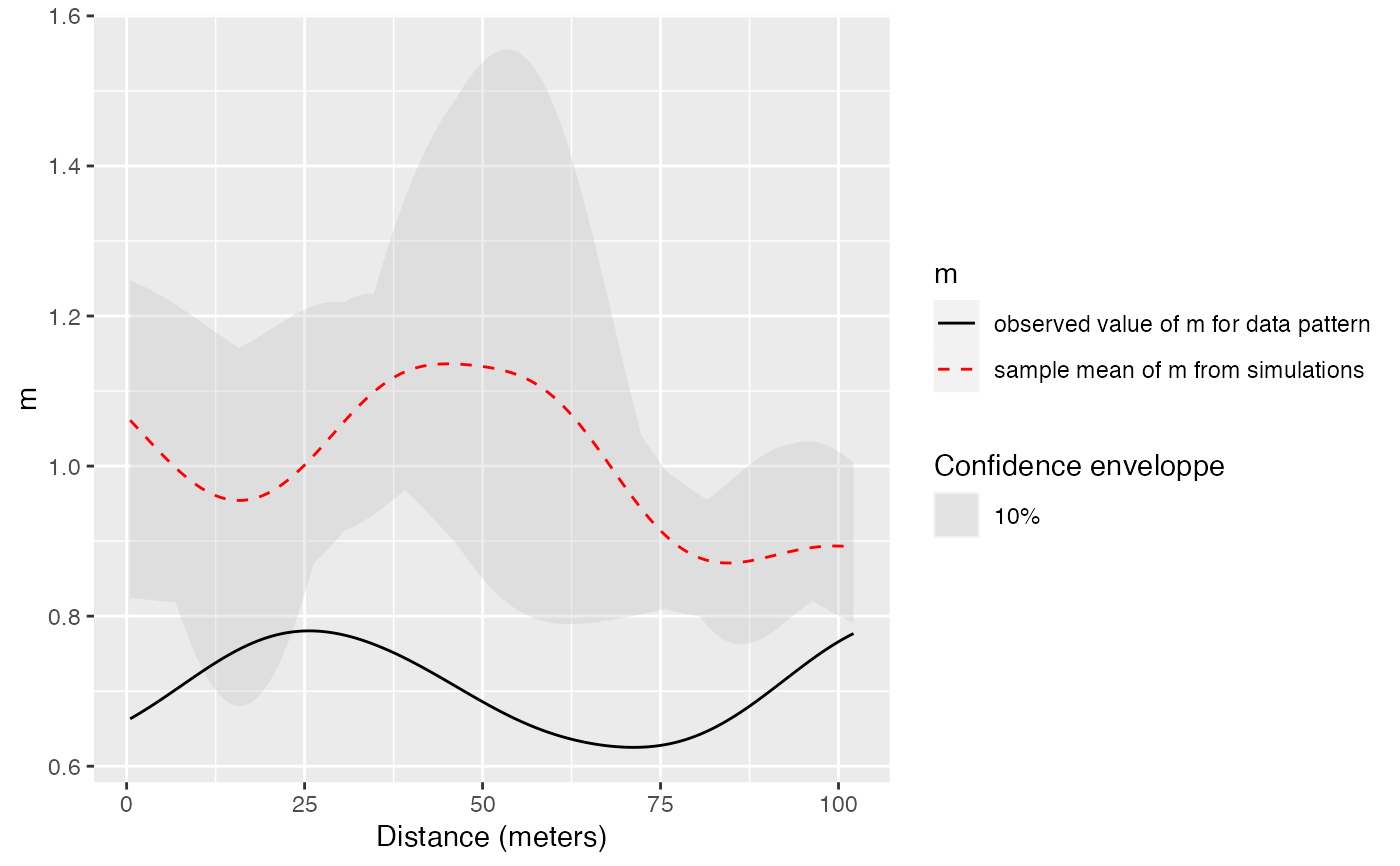 1.6
1.4
1.2
1.0
0.8
0.6
m
0
25
50
75
100
Distance (meters)
m
observed value of m for data pattern
sample mean of m from simulations
Confidence enveloppe
10%